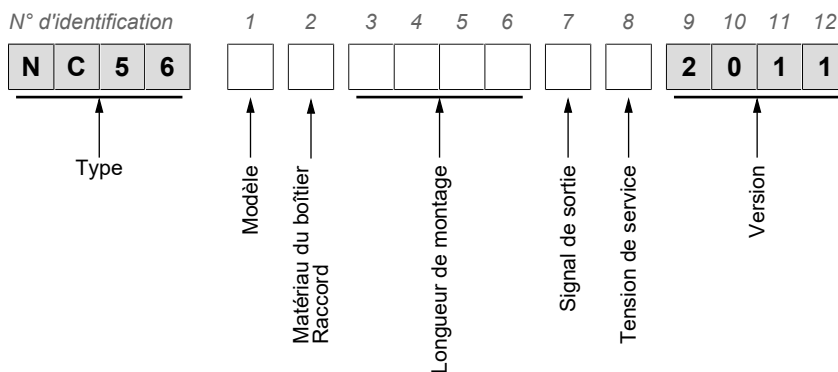 N° d'identification 1 2 3 4 5 6 7 8 9 10 11 12
N C 5 6 2 0 1 1
Type
Modèle
Matériau du boîtier
Raccord
Longueur de montage
Signal de sortie
Tension de service
Version